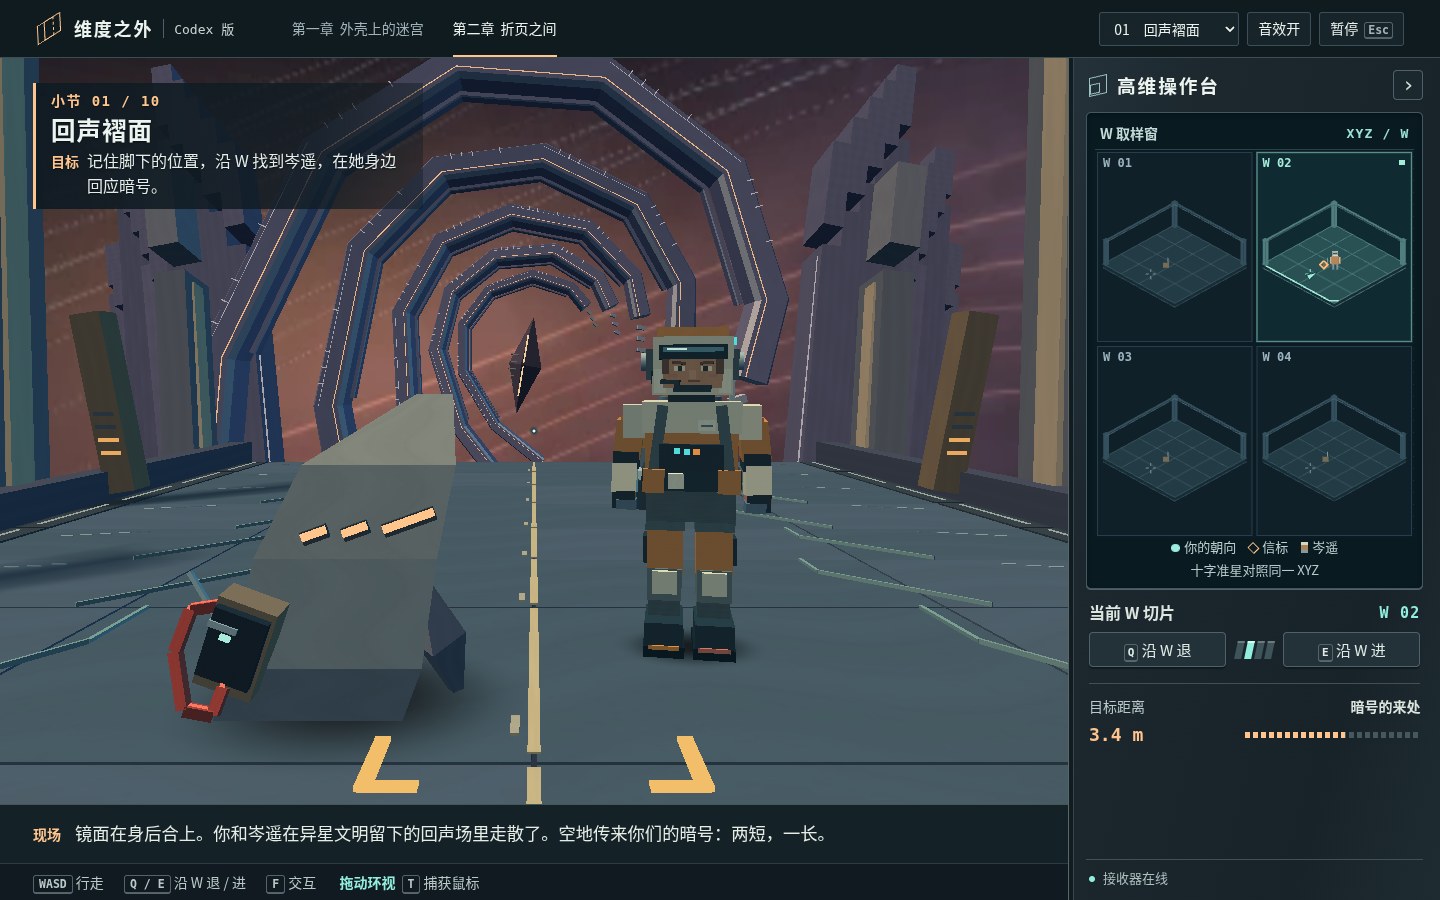 维度之外
Codex 版
第一章 外壳上的迷宫
第二章 折页之间
01 回声褶面
音效开
暂停 Esc
小节 01 / 10
回声褶面
目标 记住脚下的位置，沿 W 找到岑遥，在她身边
回应暗号。
高维操作台
W 取样窗
XYZ / W
W 01
W 02
W 03
W 04
你的朝向
信标
岑遥
十字准星对照同一 XYZ
当前 W 切片
W 02
Q 沿 W 退
E 沿 W 进
目标距离
暗号的来处
3.4 m
接收器在线
现场 镜面在身后合上。你和岑遥在异星文明留下的回声场里走散了。空地传来你们的暗号：两短，一长。
WASD 行走
Q / E 沿 W 退 / 进
F 交互
拖动环视
T 捕获鼠标